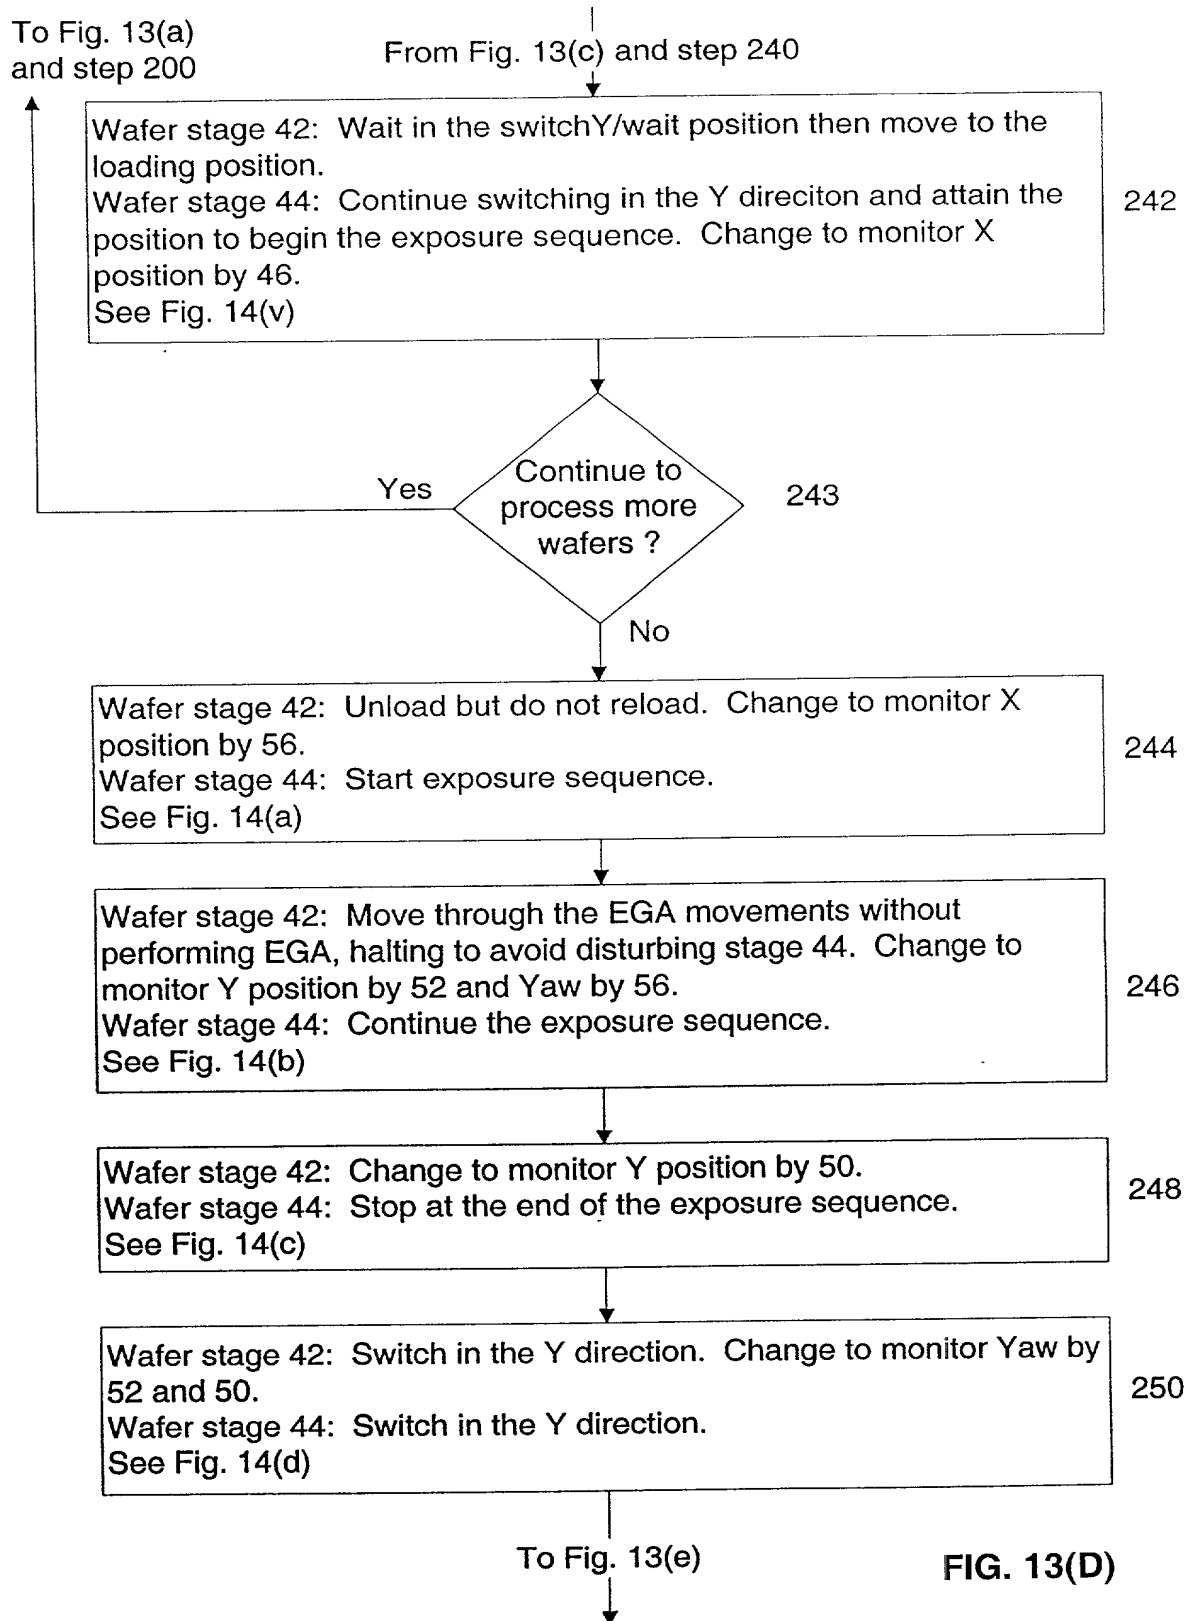 To Fig. 13(a)
and step 200
From Fig. 13(c) and step 240
Wafer stage 42: Wait in the switchY/wait position then move to the
loading position.
Wafer stage 44: Continue switching in the Y direciton and attain the
position to begin the exposure sequence. Change to monitor X
position by 46.
See Fig. 14(v)
242
Continue to
process more
wafers ?
Yes
243
No
Wafer stage 42: Unload but do not reload. Change to monitor X
position by 56.
Wafer stage 44: Start exposure sequence.
See Fig. 14(a)
244
Wafer stage 42: Move through the EGA movements without
performing EGA, halting to avoid disturbing stage 44. Change to
monitor Y position by 52 and Yaw by 56.
Wafer stage 44: Continue the exposure sequence.
See Fig. 14(b)
246
Wafer stage 42: Change to monitor Y position by 50.
Wafer stage 44: Stop at the end of the exposure sequence.
See Fig. 14(c)
248
Wafer stage 42: Switch in the Y direction. Change to monitor Yaw by
52 and 50.
Wafer stage 44: Switch in the Y direction.
See Fig. 14(d)
250
To Fig. 13(e)
FIG. 13(D)